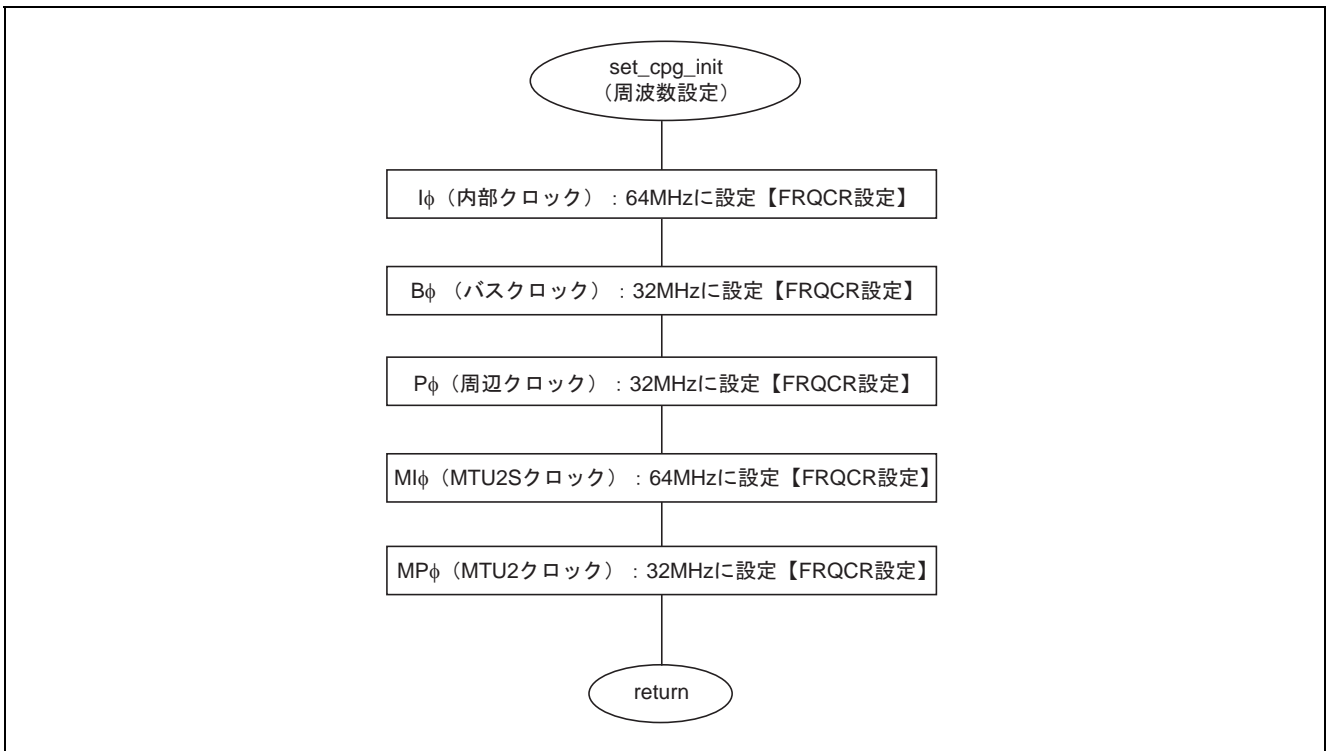 set_cpg_init
（周波数設定）
Iφ（内部クロック）：64MHzに設定【FRQCR設定】
Bφ （バスクロック）：32MHzに設定【FRQCR設定】
Pφ（周辺クロック）：32MHzに設定【FRQCR設定】
MIφ（MTU2Sクロック）：64MHzに設定【FRQCR設定】
MPφ（MTU2クロック）：32MHzに設定【FRQCR設定】
return